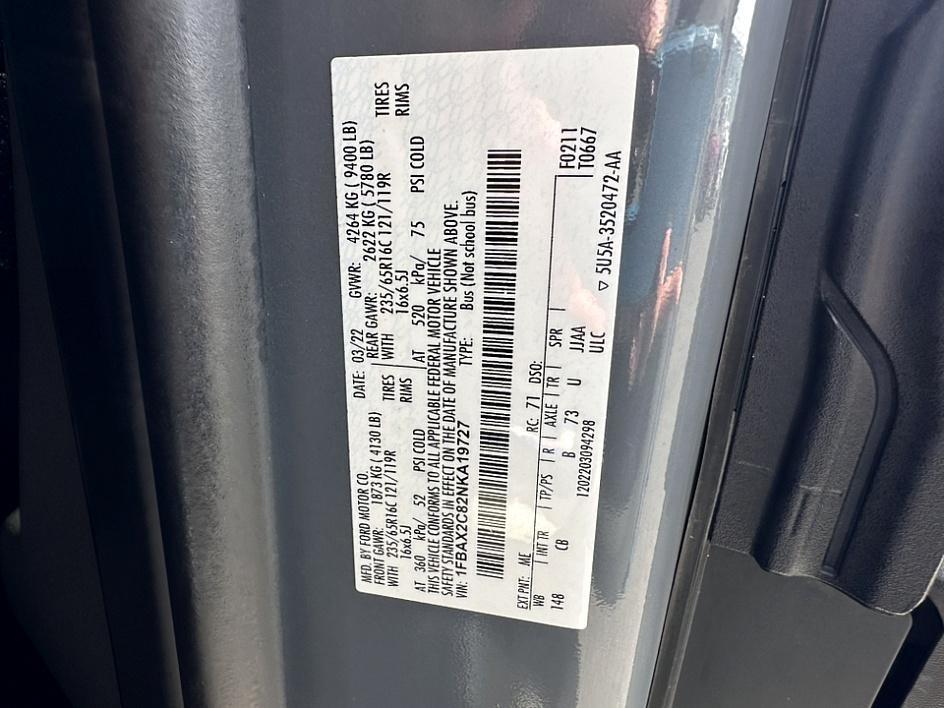 MFD. BY FORD MOTOR CO. DATE: 03/22 GVWR: 4264 KG ( 9400 LB)
FRONT GAWR: 1873 KG ( 4130 LB) REAR GAWR: 2622 KG ( 5780 LB)
WITH 235/65R16C 121/119R TIRES WITH 235/65R16C 121/119R TIRES
16x6.5J RIMS 16x6.5J RIMS
AT 360 kPa/ 52 PSI COLD AT 520 kPa/ 75 PSI COLD
THIS VEHICLE CONFORMS TO ALL APPLICABLE FEDERAL MOTOR VEHICLE
SAFETY STANDARDS IN EFFECT ON THE DATE OF MANUFACTURE SHOWN ABOVE.
VIN: 1FBAX2C82NKA19727 TYPE: Bus (Not school bus)
EXT PNT: ME RC: 71 DSO: F0211
WB INT TR TP/PS R AXLE TR SPR T0667
148 CB B 73 U JJAA
1202203094298 ULC
▽ 5U5A-3520472-AA